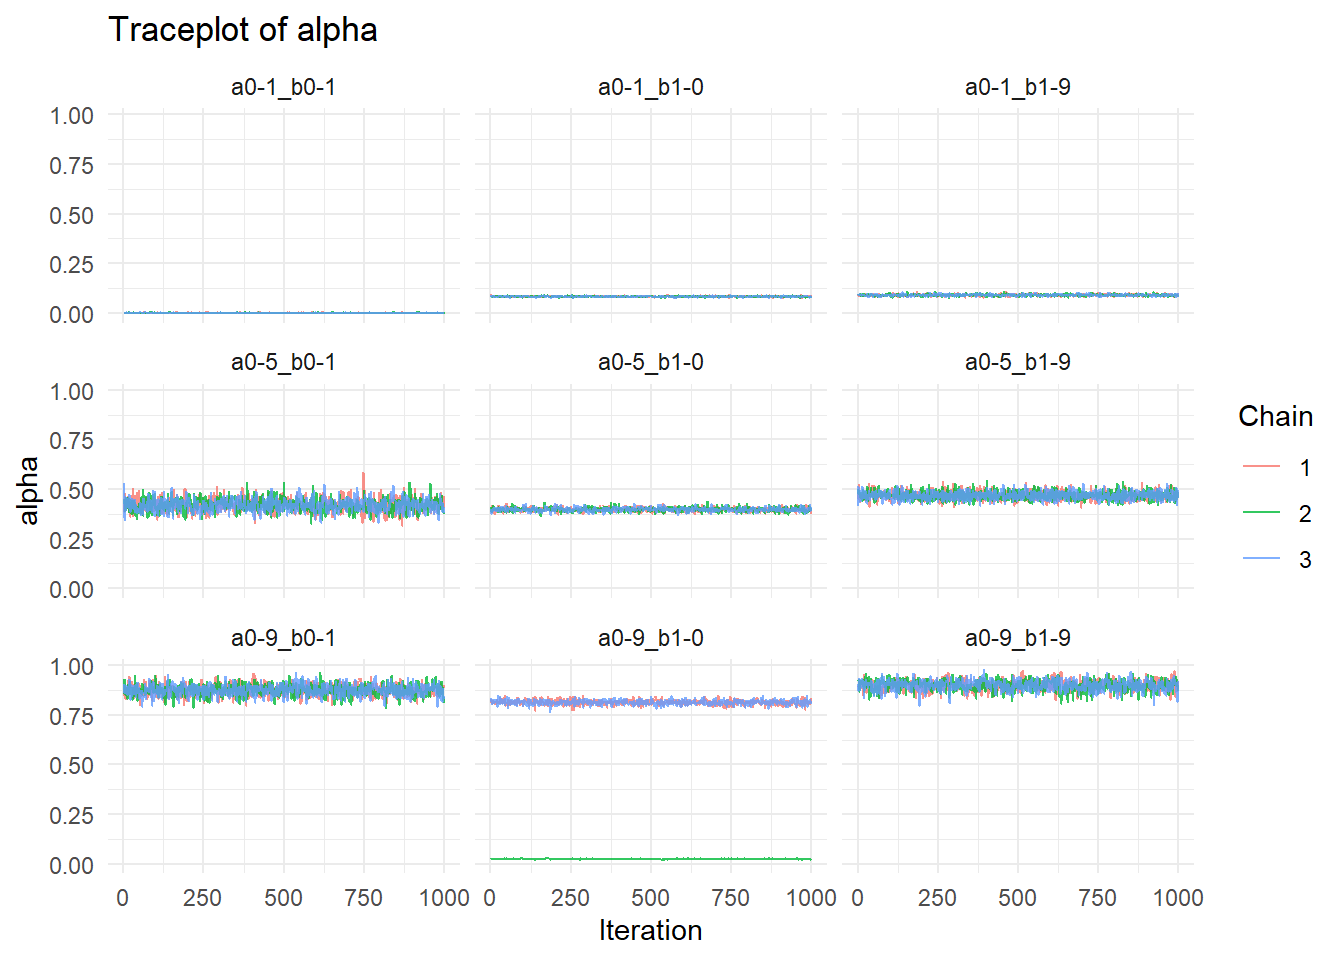 Traceplot of alpha
a0-1_b0-1 a0-1_b1-0 a0-1_b1-9
1.00
0.75
0.50
0.25
0.00
a0-5_b0-1 a0-5_b1-0 a0-5_b1-9
1.00
0.75
0.50
0.25
0.00
a0-9_b0-1 a0-9_b1-0 a0-9_b1-9
1.00
0.75
0.50
0.25
0.00
0 250 500 750 1000 0 250 500 750 1000 0 250 500 750 1000
Iteration
alpha
Chain
1
2
3